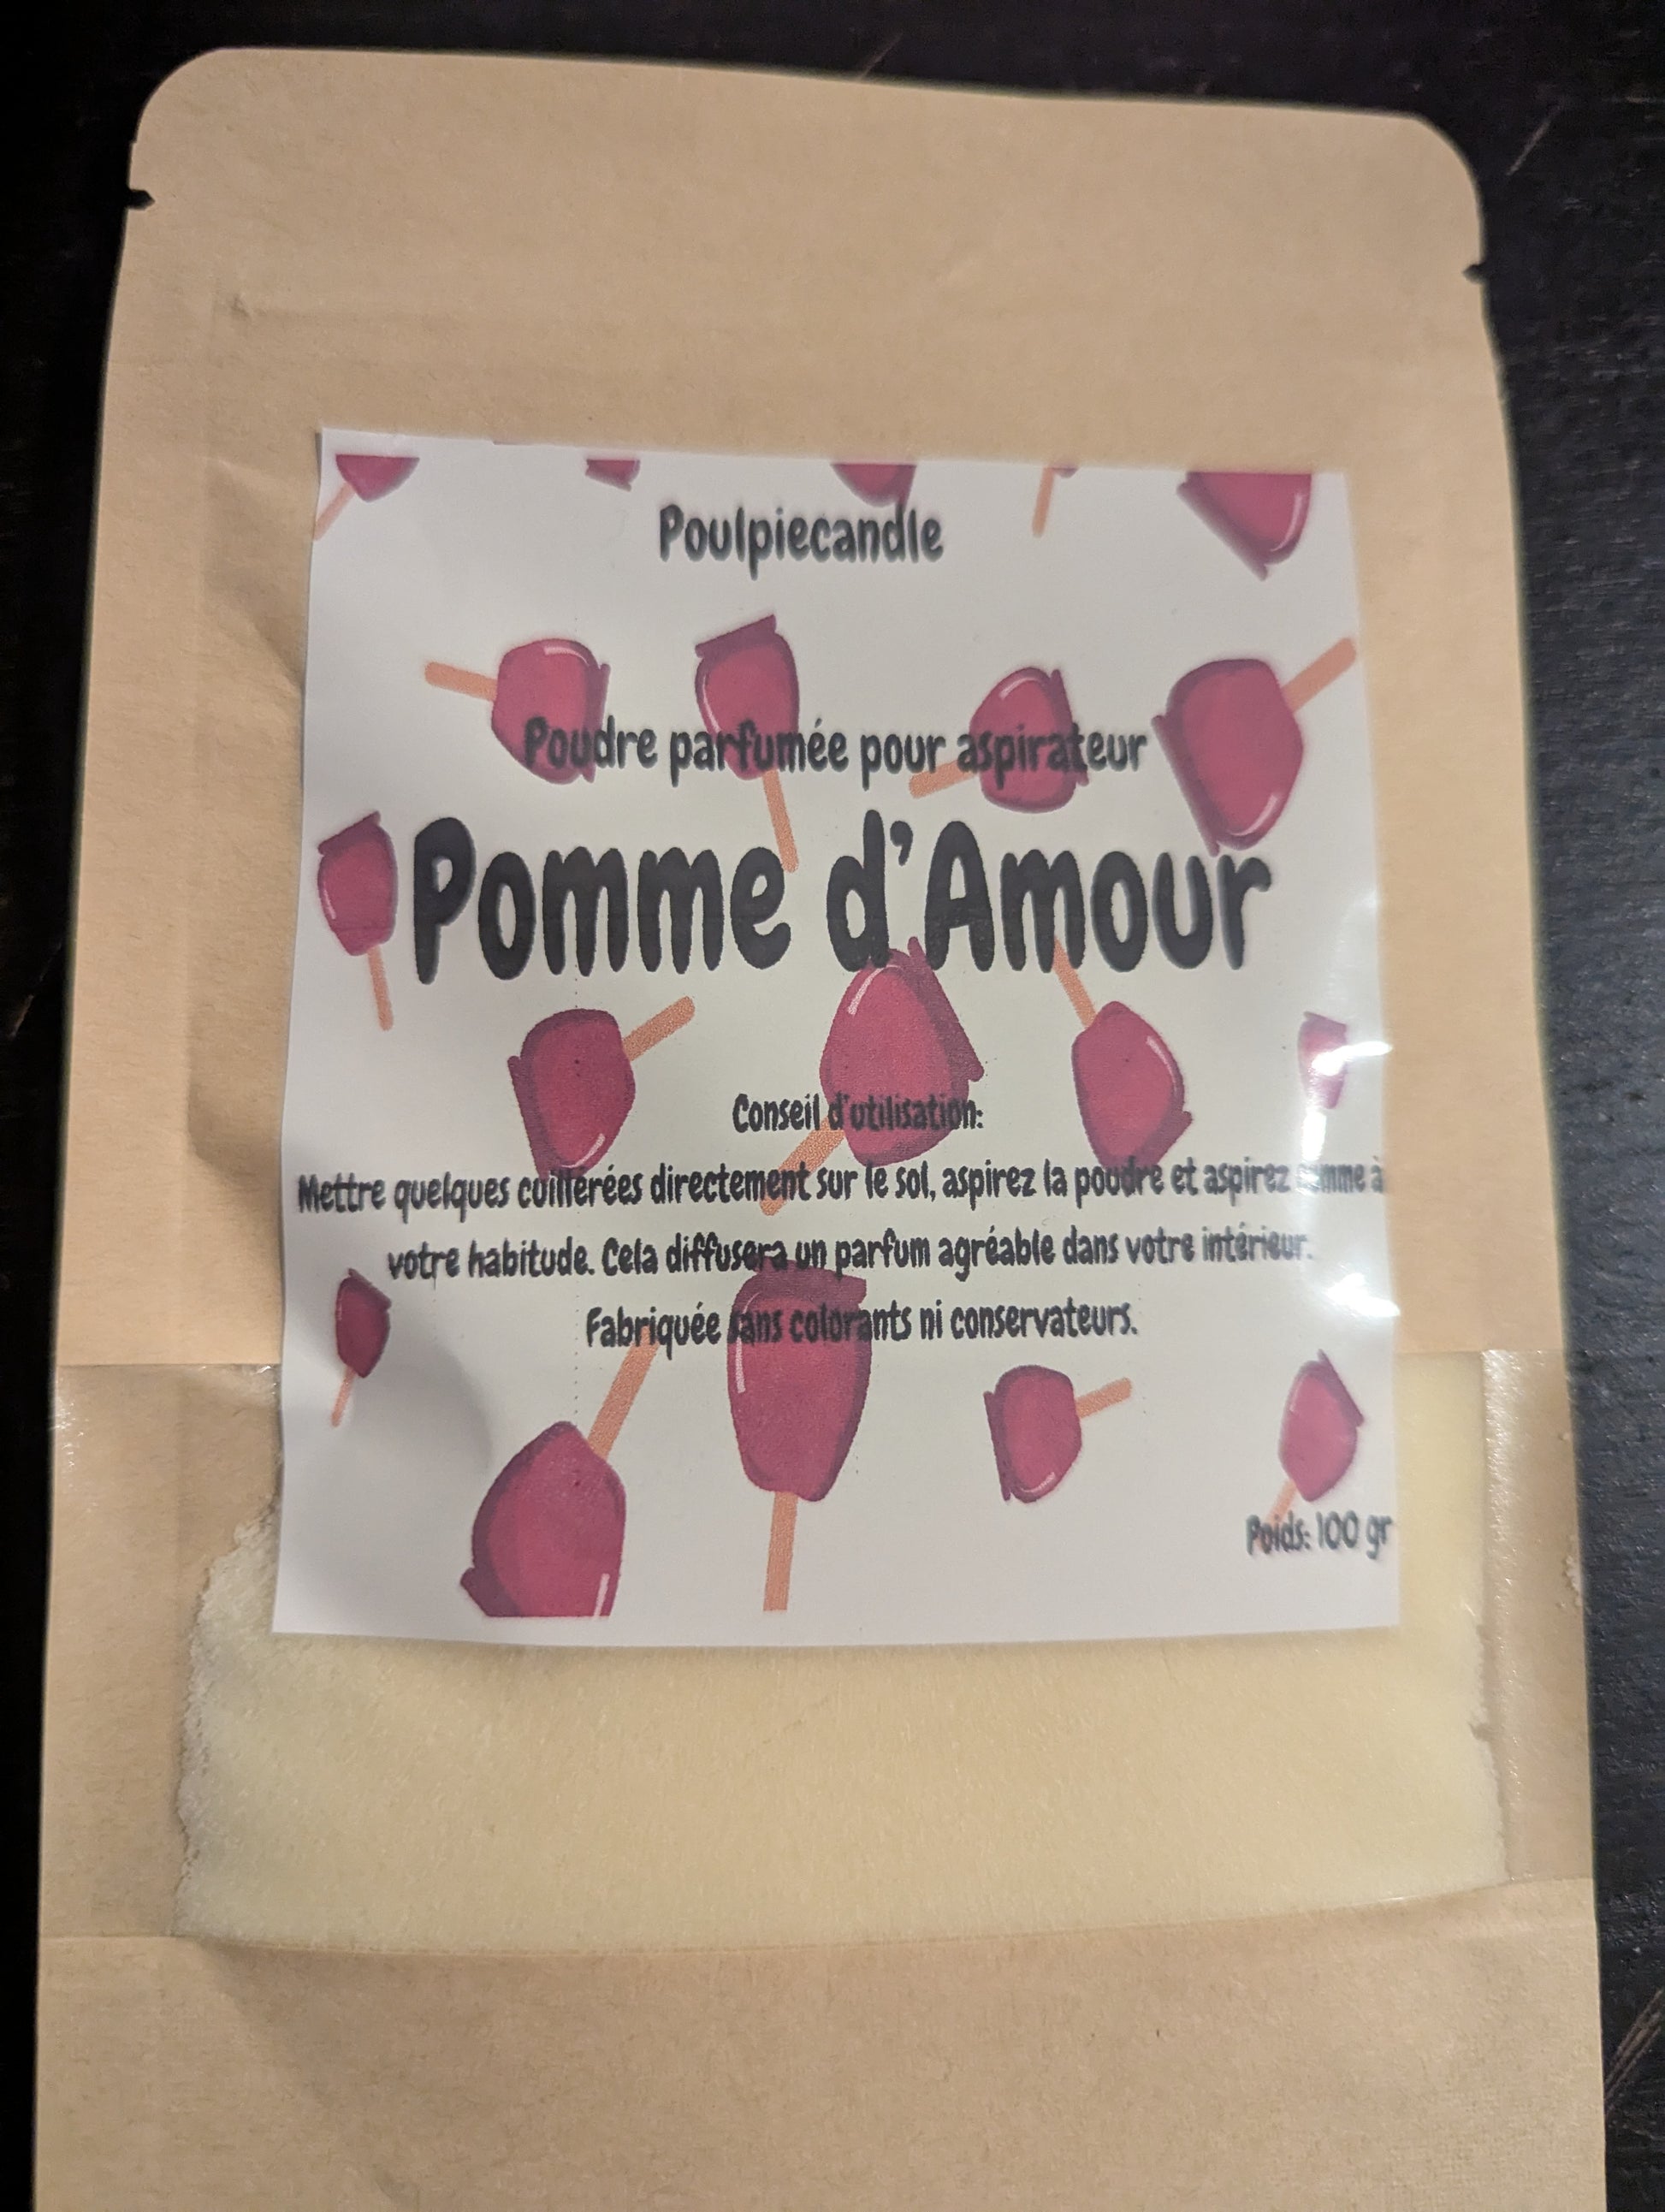 Poulpiecandle
Poudre parfumée pour aspirateur
Pomme d'Amour
Conseil d'utilisation:
Mettre quelques cuillérées directement sur le sol, aspirez la poudre et aspirez comme à
votre habitude. Cela diffusera un parfum agréable dans votre intérieur.
Fabriquée sans colorants ni conservateurs.
Poids: 100 gr